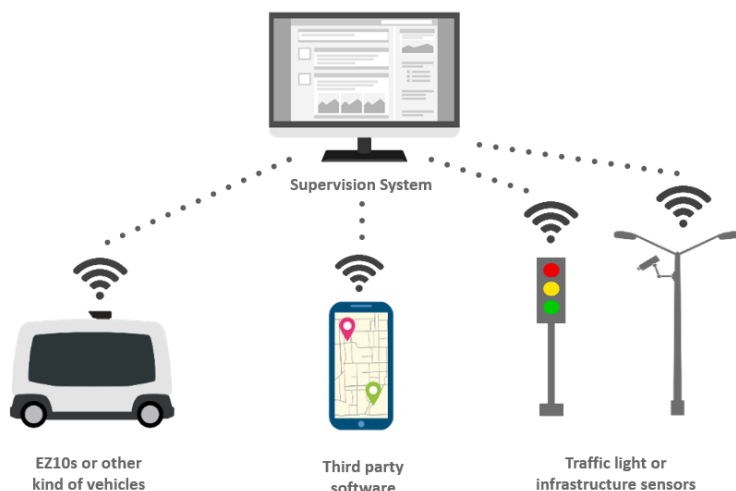 Supervision System
EZ10s or other
kind of vehicles
Third party
software
Traffic light or
infrastructure sensors